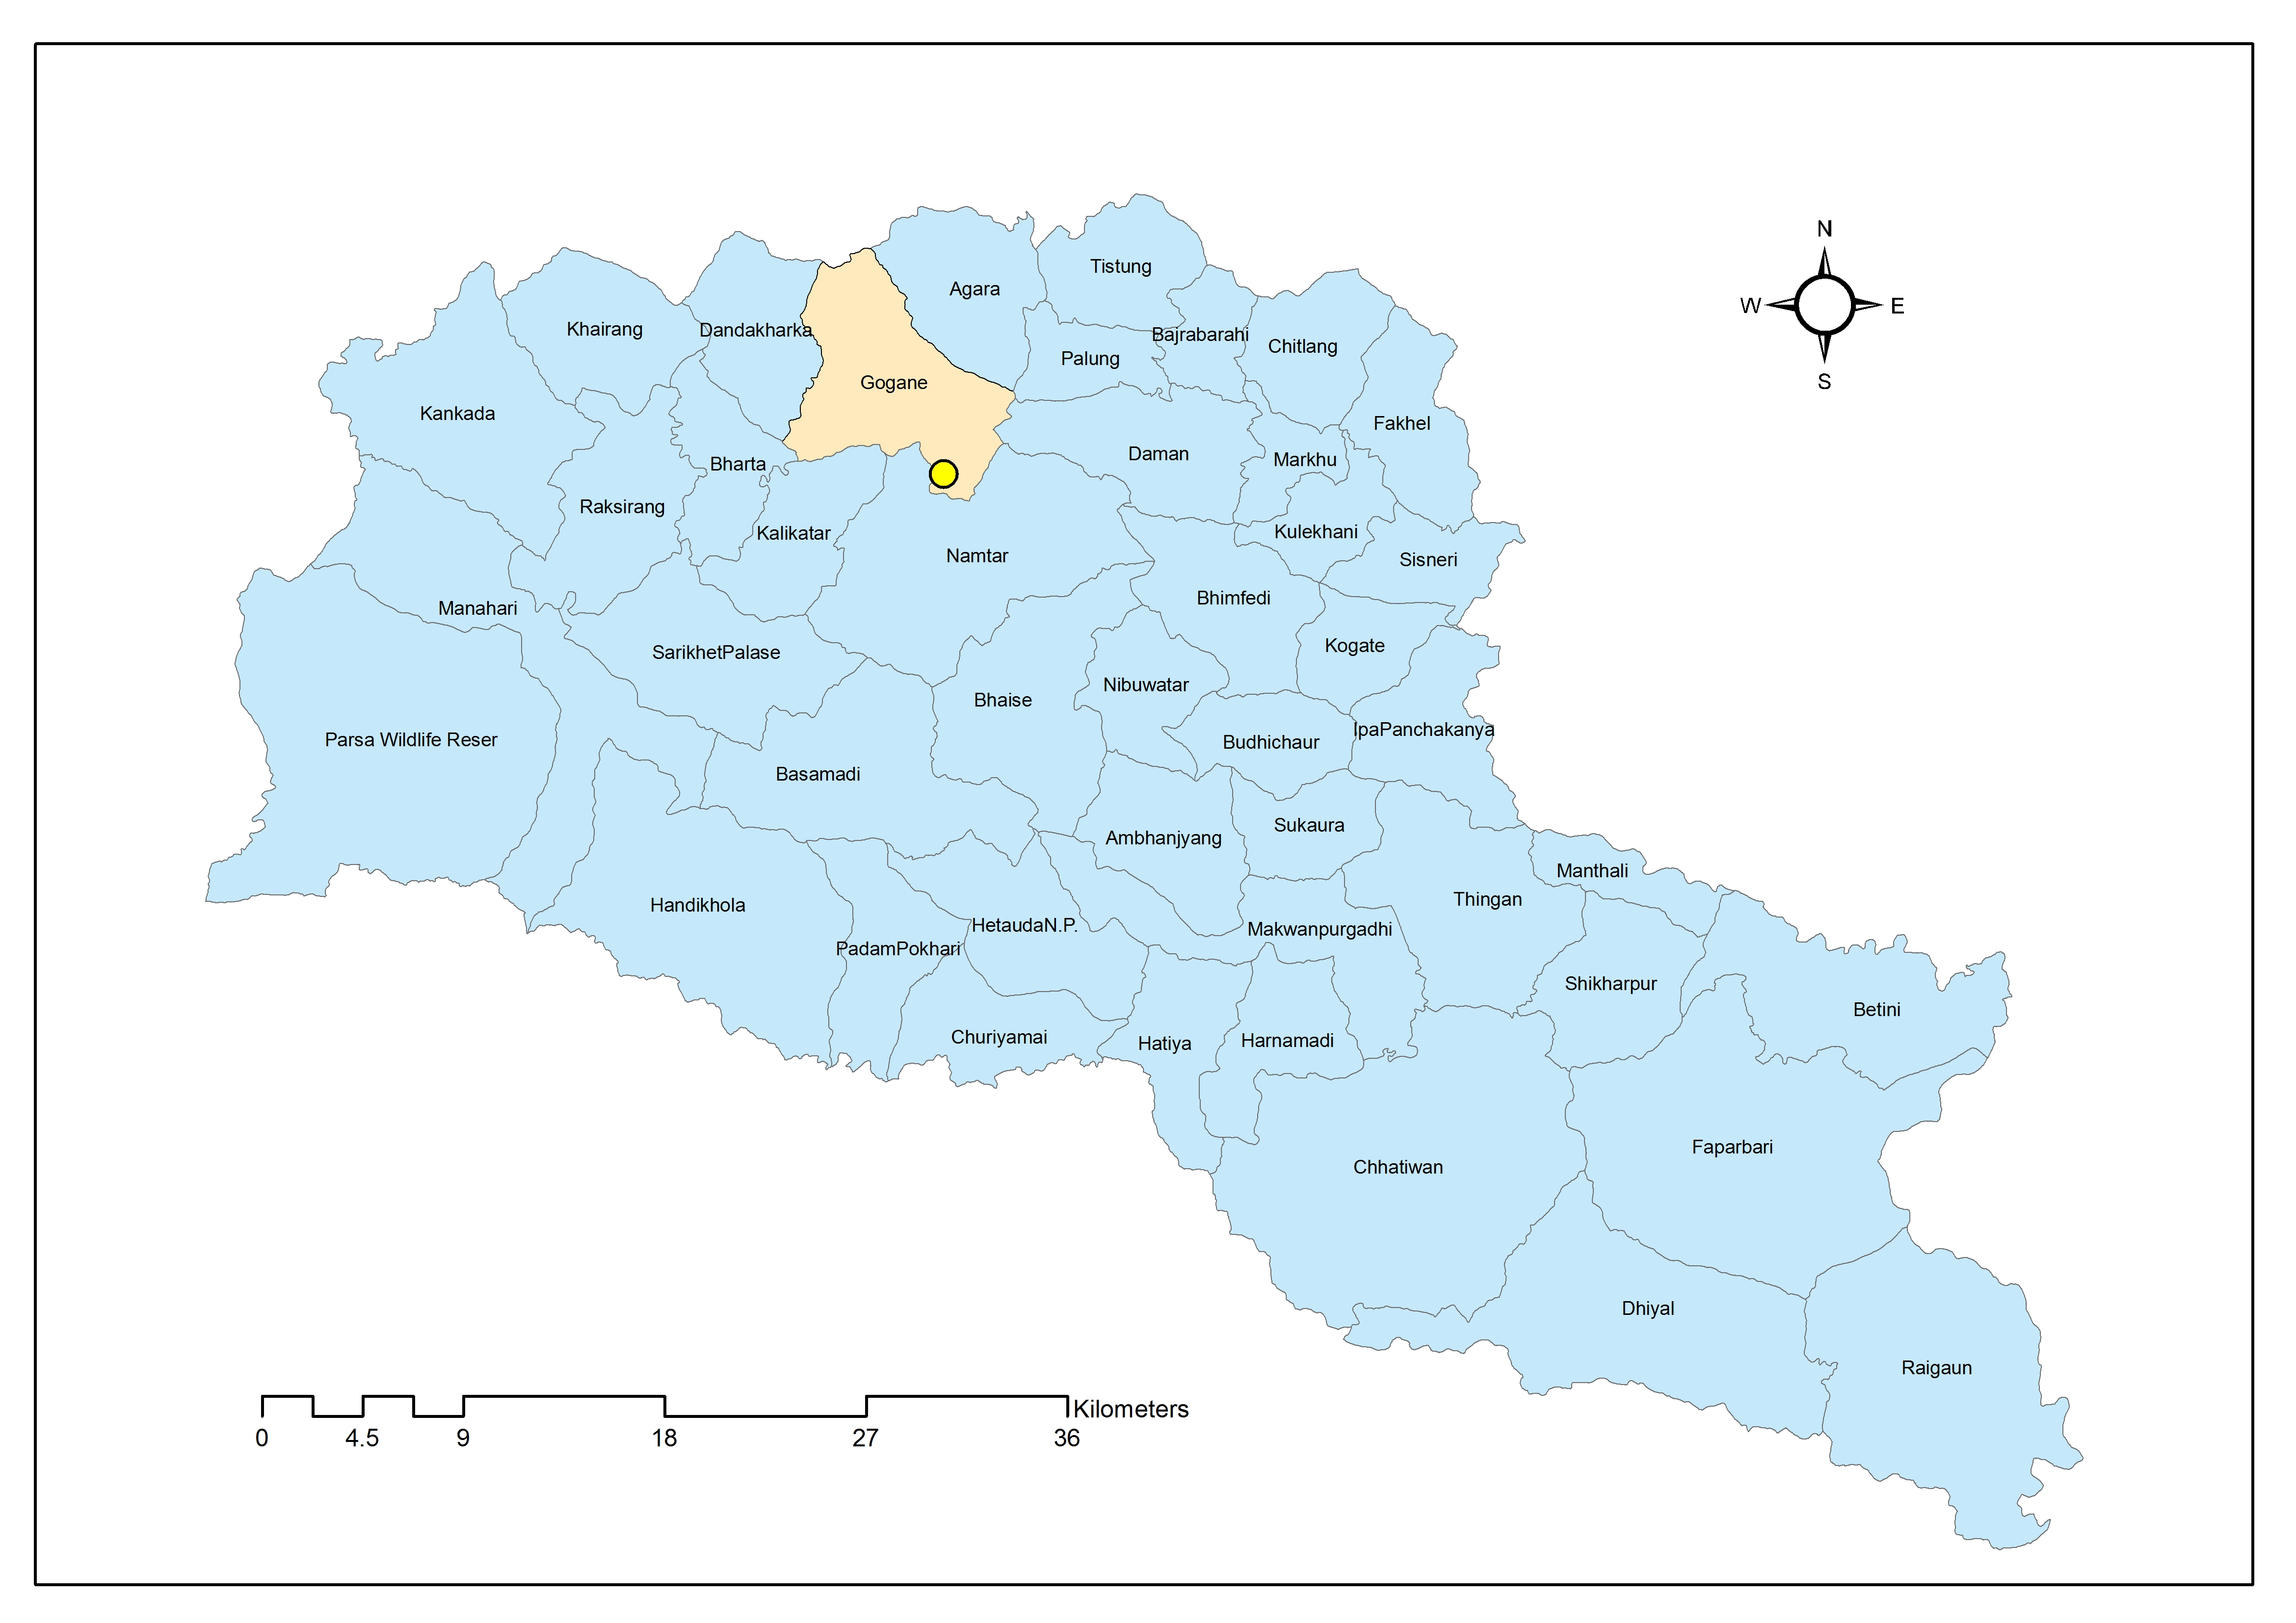 N
W
E
S
Tistung
Agara
Khairang
Dandakharka
Bajrabarahi
Chitlang
Palung
Gogane
Kankada
Fakhel
Daman
Markhu
Bharta
Raksirang
Kalikatar
Kulekhani
Namtar
Sisneri
Bhimfedi
Manahari
Kogate
SarikhetPalase
Nibuwatar
Bhaise
IpaPanchakanya
Parsa Wildlife Reser
Budhichaur
Basamadi
Sukaura
Ambhanjyang
Manthali
Thingan
Handikhola
HetaudaN.P.
Makwanpurgadhi
PadamPokhari
Shikharpur
Betini
Churiyamai
Hatiya
Harnamadi
Faparbari
Chhatiwan
Dhiyal
Raigaun
Kilometers
0 4.5 9 18 27 36